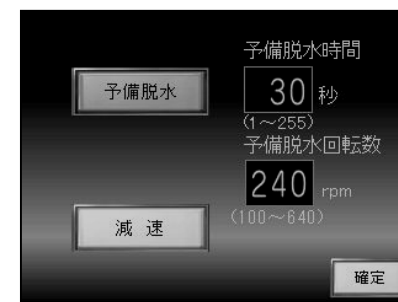 予備脱水時間
予備脱水
30 秒
(1～255)
予備脱水回転数
240 rpm
(100～640)
減 速
確定